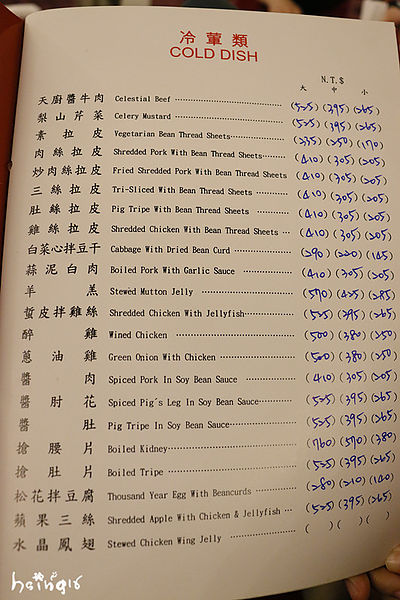 冷葷類
COLD DISH
N.T.$
大 中 小
天廚醬牛肉 Celestial Beef (525)(395)(265)
梨山芹菜 Celery Mustard (525)(395)(265)
素拉皮 Vegetarian Bean Thread Sheets (335)(250)(170)
肉絲拉皮 Shredded Pork With Bean Thread Sheets (410)(305)(205)
炒肉絲拉皮 Fried Shredded Pork With Bean Thread Sheets (410)(305)(205)
三絲拉皮 Tri-Sliced With Bean Thread Sheets (410)(305)(205)
肚絲拉皮 Pig Tripe With Bean Thread Sheets (410)(305)(205)
雞絲拉皮 Shredded Chicken With Bean Thread Sheets (410)(305)(205)
白菜心拌豆干 Cabbage With Dried Bean Curd (290)(220)(145)
蒜泥白肉 Boiled Pork With Garlic Sauce (410)(305)(205)
羊羔 Stewed Mutton Jelly (570)(425)(285)
蜇皮拌雞絲 Shredded Chicken With Jellyfish (525)(395)(265)
醉雞 Wined Chicken (500)(380)(250)
蔥油雞 Green Onion With Chicken (500)(380)(250)
醬肉 Spiced Pork In Soy Bean Sauce (410)(305)(205)
醬肘花 Spiced Pig's Leg In Soy Bean Sauce (525)(395)(265)
醬肚 Pig Tripe In Soy Bean Sauce (525)(395)(265)
搶腰片 Boiled Kidney (760)(570)(380)
搶肚片 Boiled Tripe (525)(395)(265)
松花拌豆腐 Thousand Year Egg With Beancurds (280)(210)(140)
蘋果三絲 Shredded Apple With Chicken & Jellyfish (525)(395)(265)
水晶鳳翅 Stewed Chicken Wing Jelly ( )( )( )
haing16